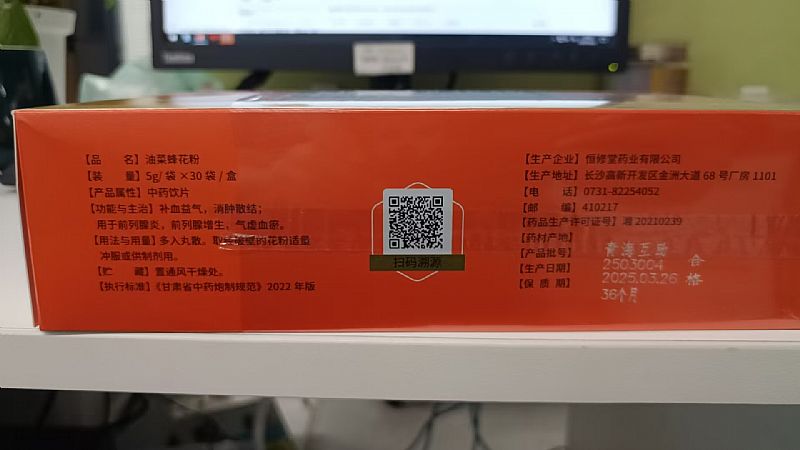 【品 名】油菜蜂花粉
【装 量】5g/袋×30袋/盒
【产品属性】中药饮片
【功能与主治】补血益气，消肿散结；
用于前列腺炎，前列腺增生，气虚血瘀。
【用法与用量】多入丸散。取 破壁的花粉适量
冲服或供制剂用。
【贮 藏】置通风干燥处。
【执行标准】《甘肃省中药炮制规范》2022年版
扫码溯源
【生产企业】恒修堂药业有限公司
【生产地址】长沙高新开发区金洲大道68号厂房1101
【电 话】0731-82254052
【邮 编】410217
【药品生产许可证号】湘20210239
【药材产地】
青海互助
【产品批号】
2503004 合
【生产日期】
2025.03.26 格
【保 质 期】
36个月